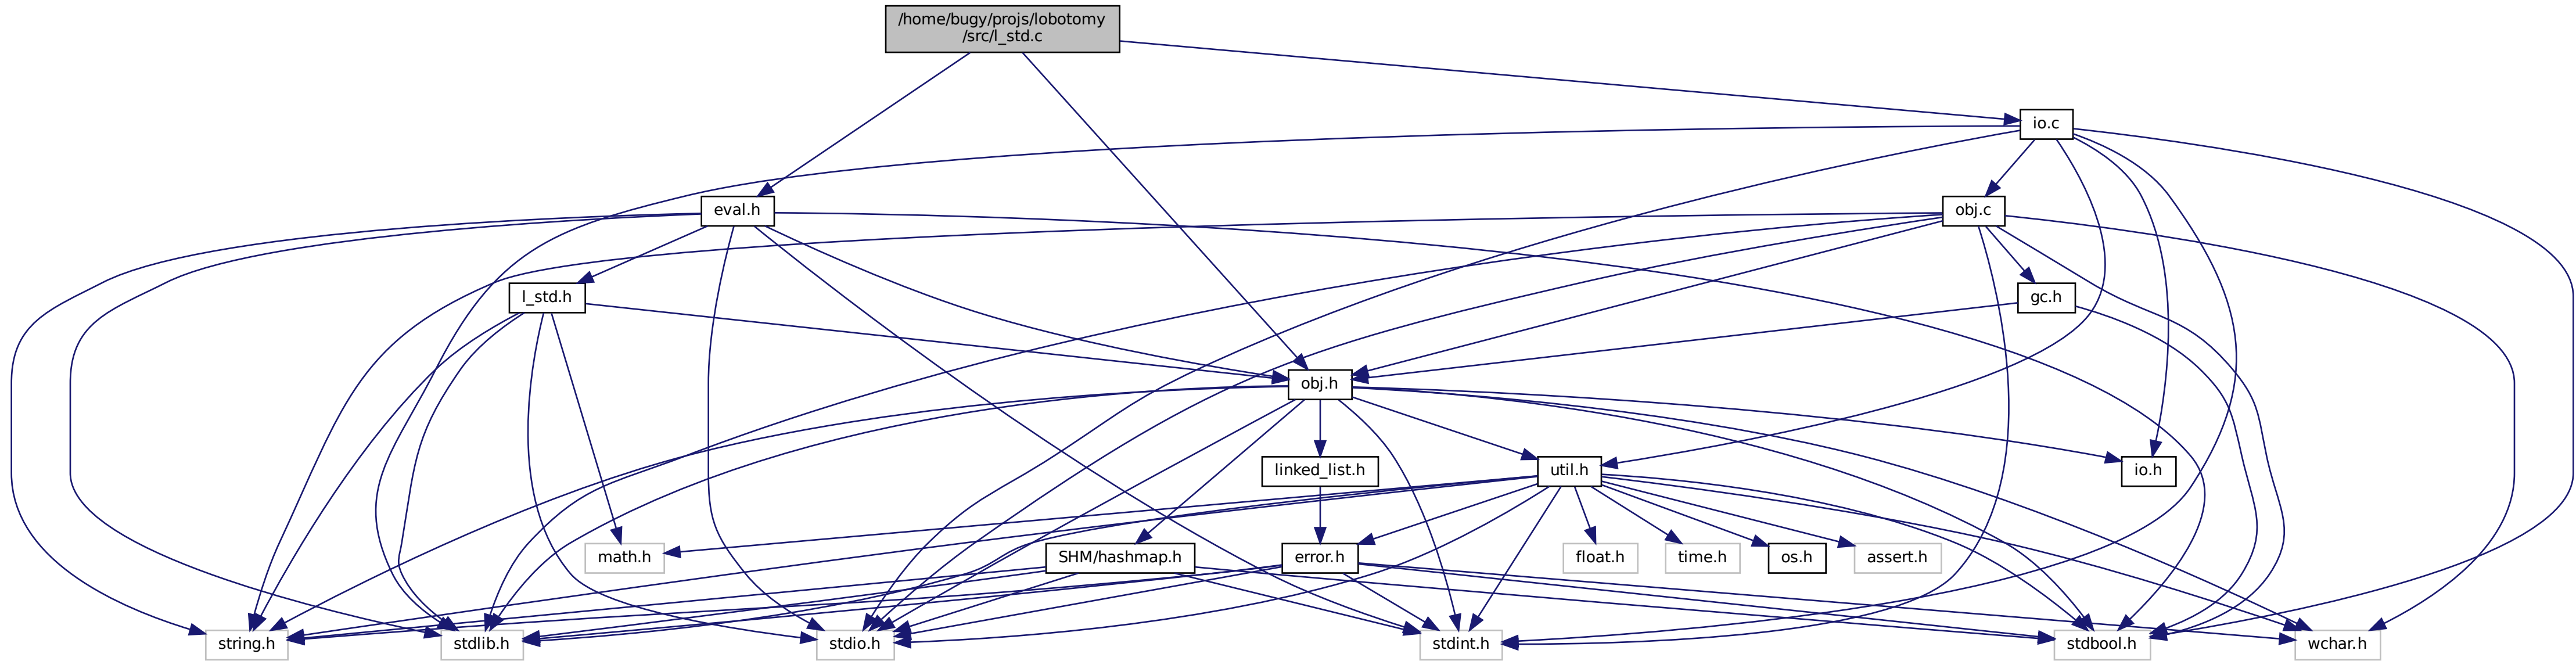 /home/bugy/projs/lobotomy
/src/l_std.c
io.c
eval.h
obj.c
l_std.h
gc.h
obj.h
linked_list.h
util.h
io.h
math.h
SHM/hashmap.h
error.h
float.h
time.h
os.h
assert.h
string.h
stdlib.h
stdio.h
stdint.h
stdbool.h
wchar.h